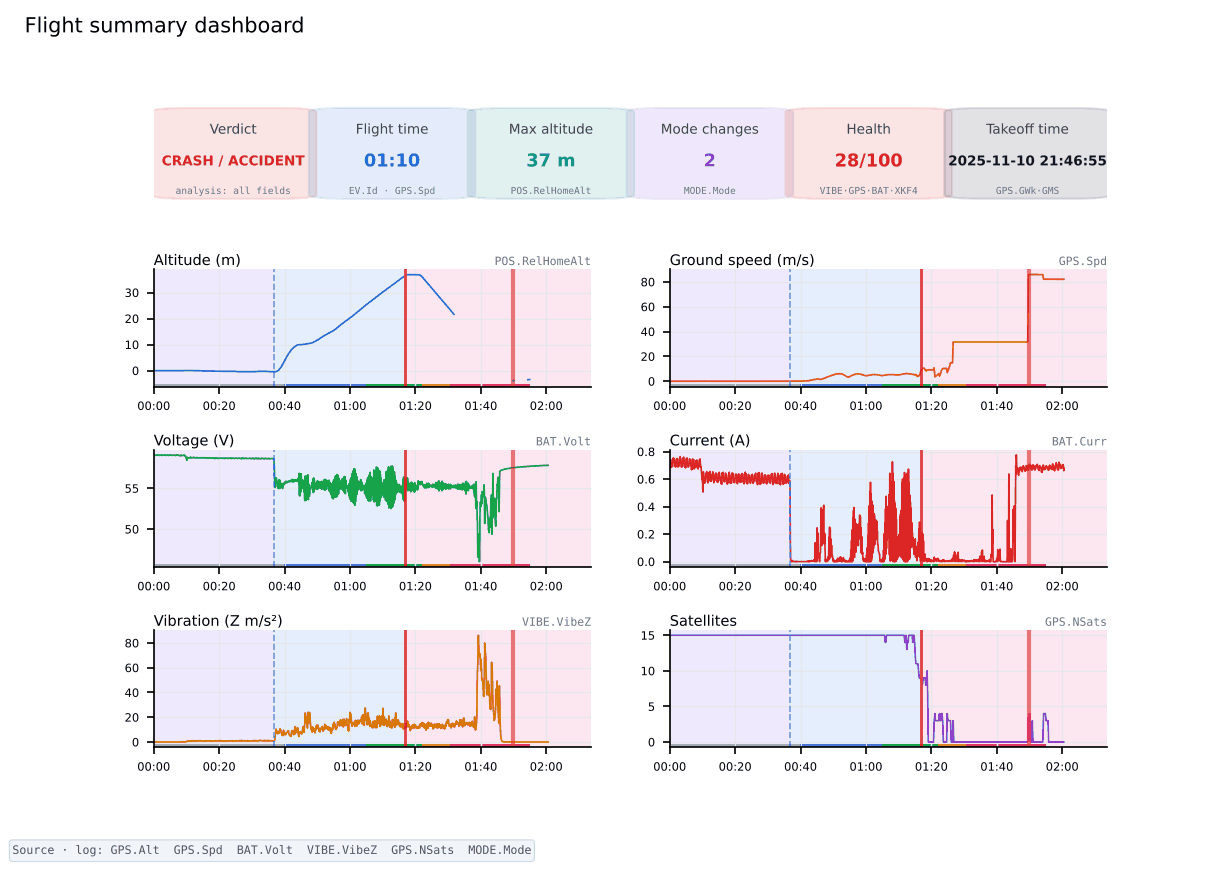 Flight summary dashboard
Verdict
CRASH / ACCIDENT
analysis: all fields
Flight time
01:10
EV.Id · GPS.Spd
Max altitude
37 m
POS.RelHomeAlt
Mode changes
2
MODE.Mode
Health
28/100
VIBE·GPS·BAT·XKF4
Takeoff time
2025-11-10 21:46:55
GPS.GWk·GMS
Altitude (m)
POS.RelHomeAlt
30
20
10
0
00:00 00:20 00:40 01:00 01:20 01:40 02:00
Ground speed (m/s)
GPS.Spd
80
60
40
20
0
00:00 00:20 00:40 01:00 01:20 01:40 02:00
Voltage (V)
BAT.Volt
55
50
00:00 00:20 00:40 01:00 01:20 01:40 02:00
Current (A)
BAT.Curr
0.8
0.6
0.4
0.2
0.0
00:00 00:20 00:40 01:00 01:20 01:40 02:00
Vibration (Z m/s²)
VIBE.VibeZ
80
60
40
20
0
00:00 00:20 00:40 01:00 01:20 01:40 02:00
Satellites
GPS.NSats
15
10
5
0
00:00 00:20 00:40 01:00 01:20 01:40 02:00
Source · log: GPS.Alt GPS.Spd BAT.Volt VIBE.VibeZ GPS.NSats MODE.Mode